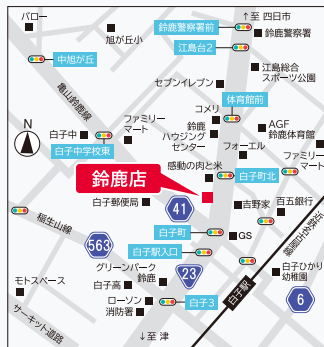 バロー
旭が丘小
中旭が丘
鈴鹿警察署前
↑至 四日市
鈴鹿警察署
江島台2
江島総合
スポーツ公園
セブンイレブン
亀山鈴鹿線
コメリ
体育館前
N
白子中
白子中学校東
ファミリー
マート
鈴鹿
ハウジング
センター
AGF
鈴鹿体育館
フォーエル
ファミリー
マート
感動の肉と米
白子町北
鈴鹿店
白子郵便局
41
吉野家
百五銀行
稲生山線
563
白子町
GS
白子駅入口
近鉄名古屋線
グリーンパーク
鈴鹿
23
白子駅
白子ひかり
幼稚園
モトスペース
白子高
ローソン
消防署
白子3
6
サーキット道路
↓至 津